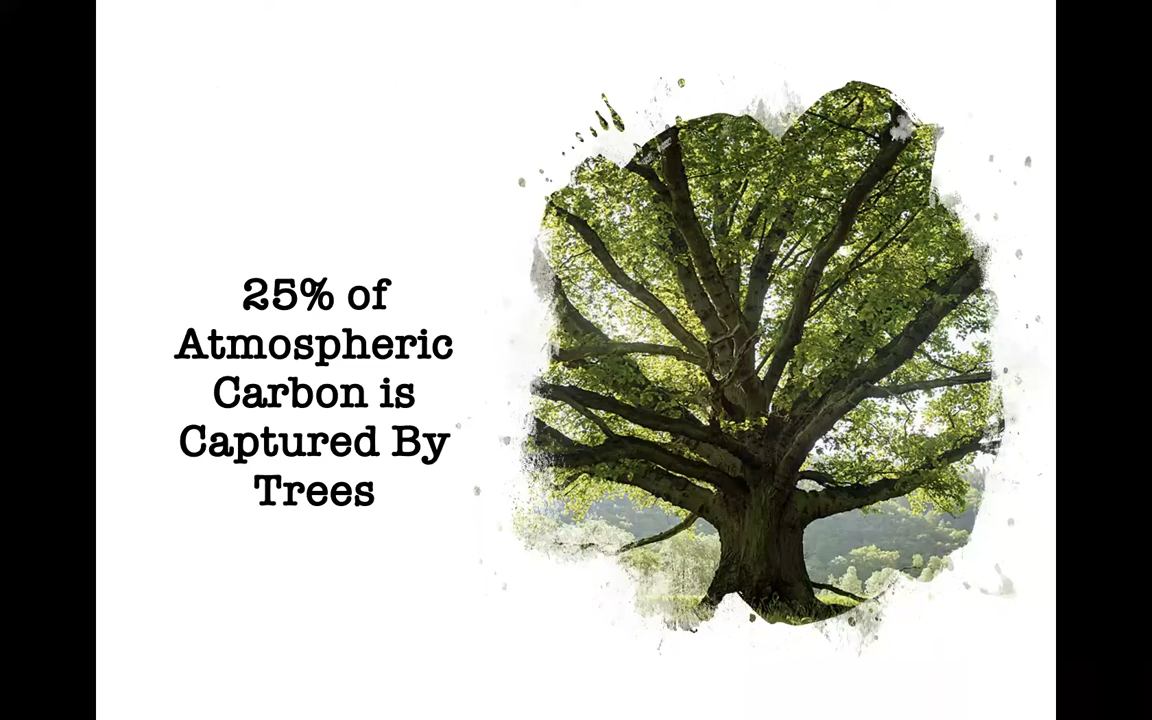 25% of
Atmospheric
Carbon is
Captured By
Trees